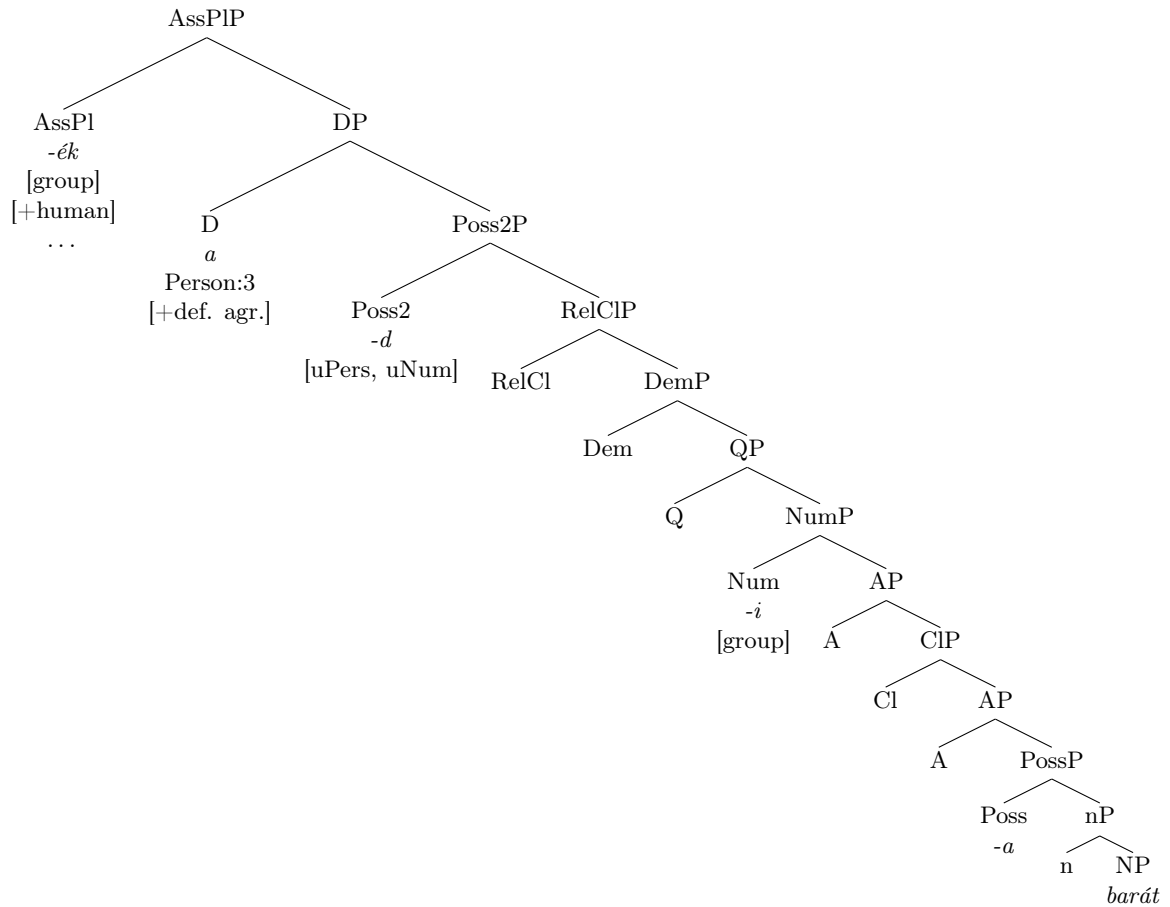 AssPlP
AssPl DP
-ék
[group]
[+human]
...
D Poss2P
a
Person:3
[+def. agr.]
Poss2 RelClP
-d
[uPers, uNum]
RelCl DemP
Dem QP
Q NumP
Num AP
-i
[group]
A ClP
Cl AP
A PossP
Poss nP
-a
n NP
barát